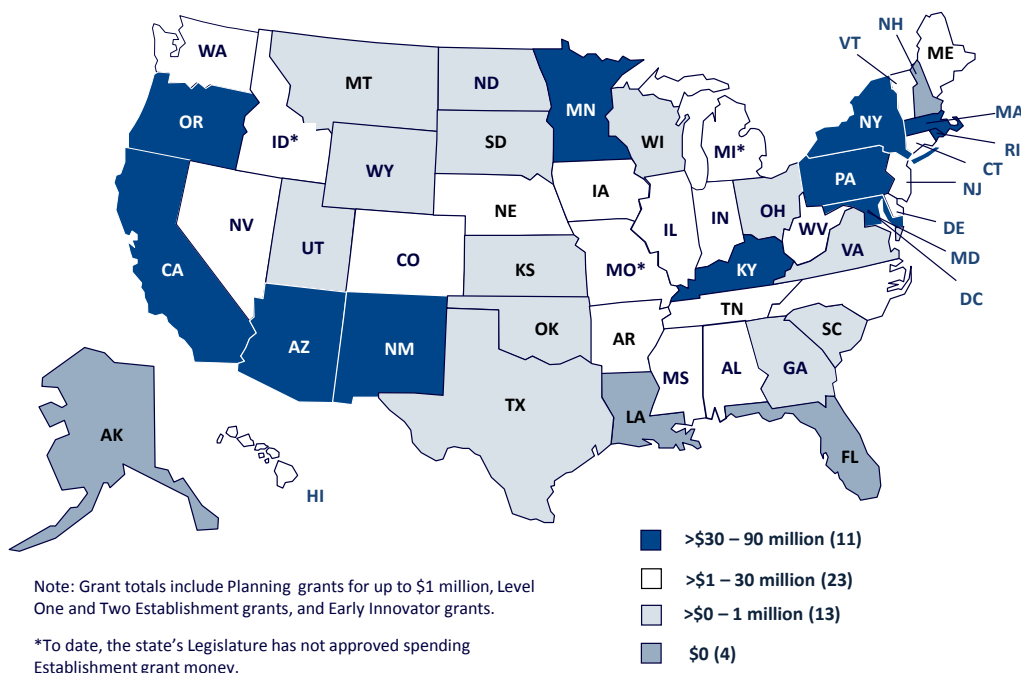 NH
ME
WA
VT
MT
ND
MN
MA
OR
NY
ID*
SD
WI
MI*
RI
WY
CT
PA
NJ
IA
NE
OH
NV
IL
IN
DE
UT
WV
VA
CO
CA
KS
MO*
KY
MD
DC
TN
OK
AR
SC
AZ
NM
MS
AL
GA
TX
LA
AK
FL
HI
>$30 – 90 million (11)
>$1 – 30 million (23)
>$0 – 1 million (13)
$0 (4)
Note: Grant totals include Planning grants for up to $1 million, Level
One and Two Establishment grants, and Early Innovator grants.
*To date, the state's Legislature has not approved spending
Establishment grant money.